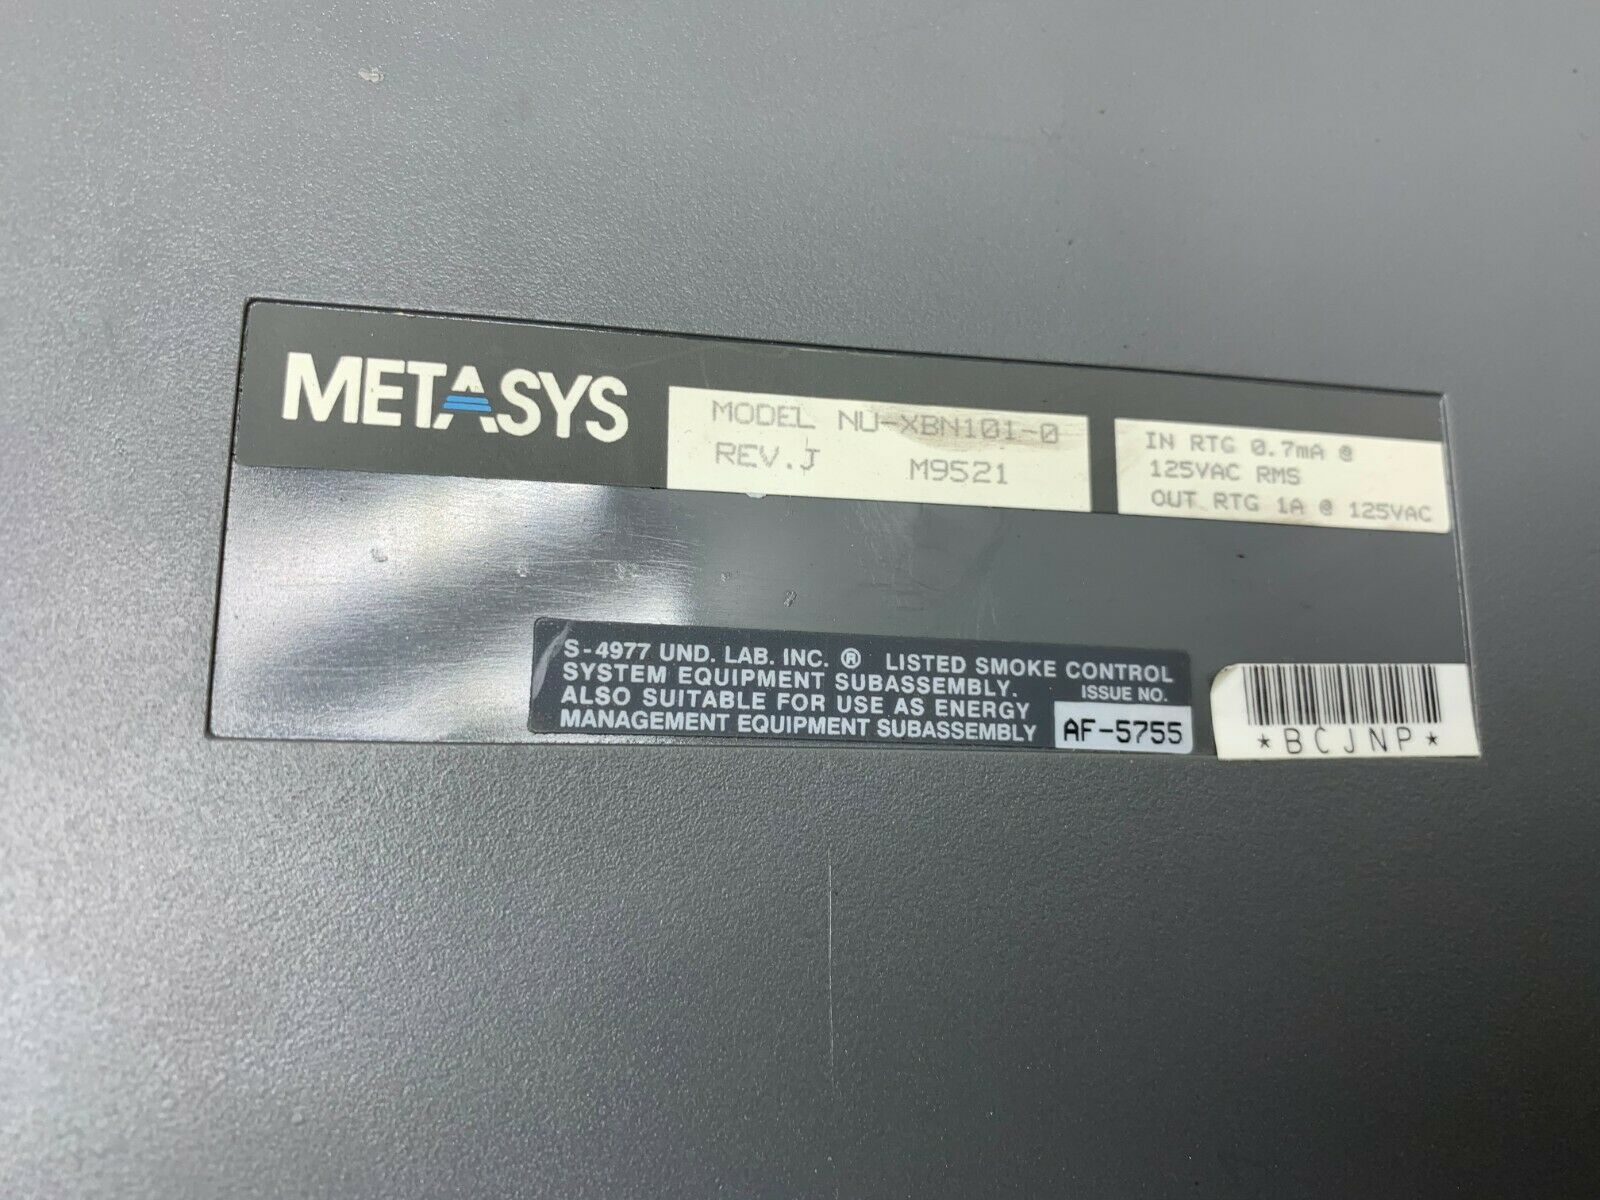 METASYS
MODEL NU-XBN101-0
REV.J M9521
IN RTG 0.7mA @
125VAC RMS
OUT RTG 1A @ 125VAC
S-4977 UND. LAB. INC. ® LISTED SMOKE CONTROL
SYSTEM EQUIPMENT SUBASSEMBLY. ISSUE NO.
ALSO SUITABLE FOR USE AS ENERGY
MANAGEMENT EQUIPMENT SUBASSEMBLY AF-5755
*BCJNP*